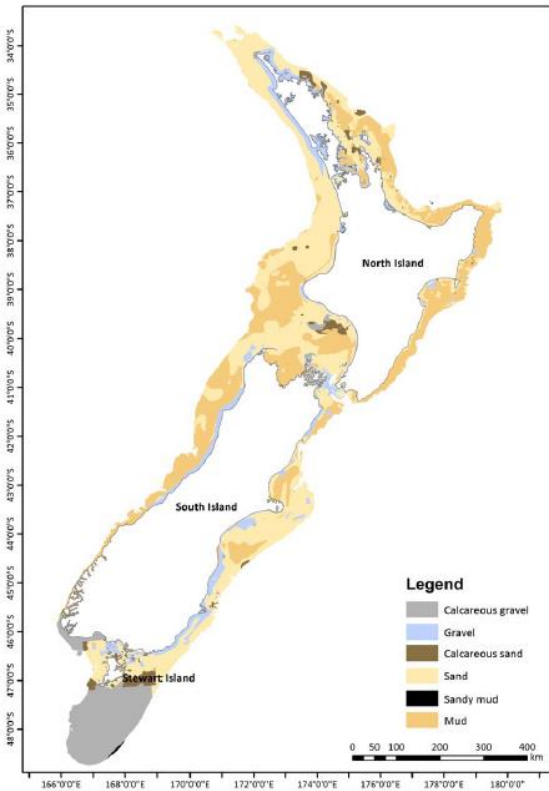 34°0'0"S
35°0'0"S
36°0'0"S
37°0'0"S
38°0'0"S
39°0'0"S
40°0'0"S
41°0'0"S
42°0'0"S
43°0'0"S
44°0'0"S
45°0'0"S
46°0'0"S
47°0'0"S
48°0'0"S
North Island
South Island
Stewart Island
Legend
Calcareous gravel
Gravel
Calcareous sand
Sand
Sandy mud
Mud
0 50 100 200 300 400
km
166°0'0"E 168°0'0"E 170°0'0"E 172°0'0"E 174°0'0"E 176°0'0"E 178°0'0"E 180°0'0"